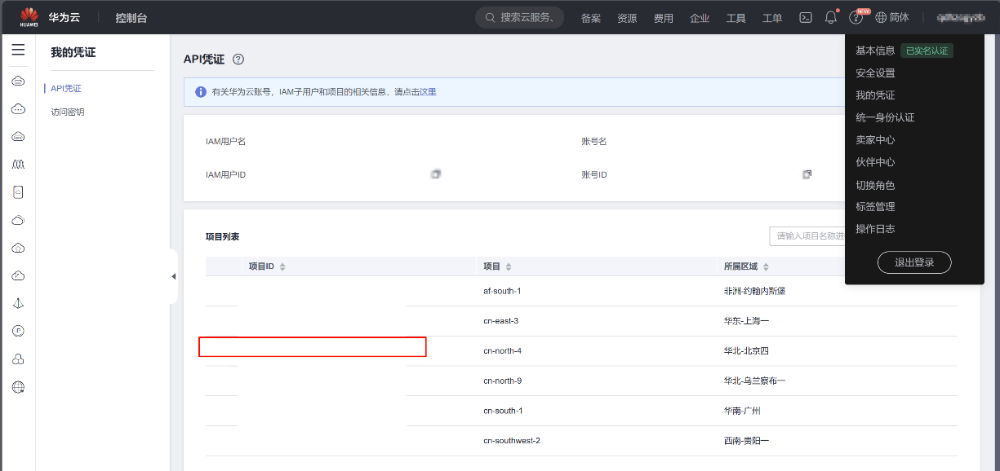 HUAWEI
华为云
控制台
搜索云服务、
备案
资源
费用
企业
工具
工单
NEW
简体
我的凭证
API凭证
访问密钥
API凭证
有关华为云账号，IAM子用户和项目的相关信息，请点击这里
IAM用户名
账号名
IAM用户ID
账号ID
项目列表
请输入项目名称进
项目ID
项目
所属区域
af-south-1
非洲-约翰内斯堡
cn-east-3
华东-上海一
cn-north-4
华北-北京四
cn-north-9
华北-乌兰察布一
cn-south-1
华南-广州
cn-southwest-2
西南-贵阳一
基本信息
已实名认证
安全设置
我的凭证
统一身份认证
卖家中心
伙伴中心
切换角色
标签管理
操作日志
退出登录